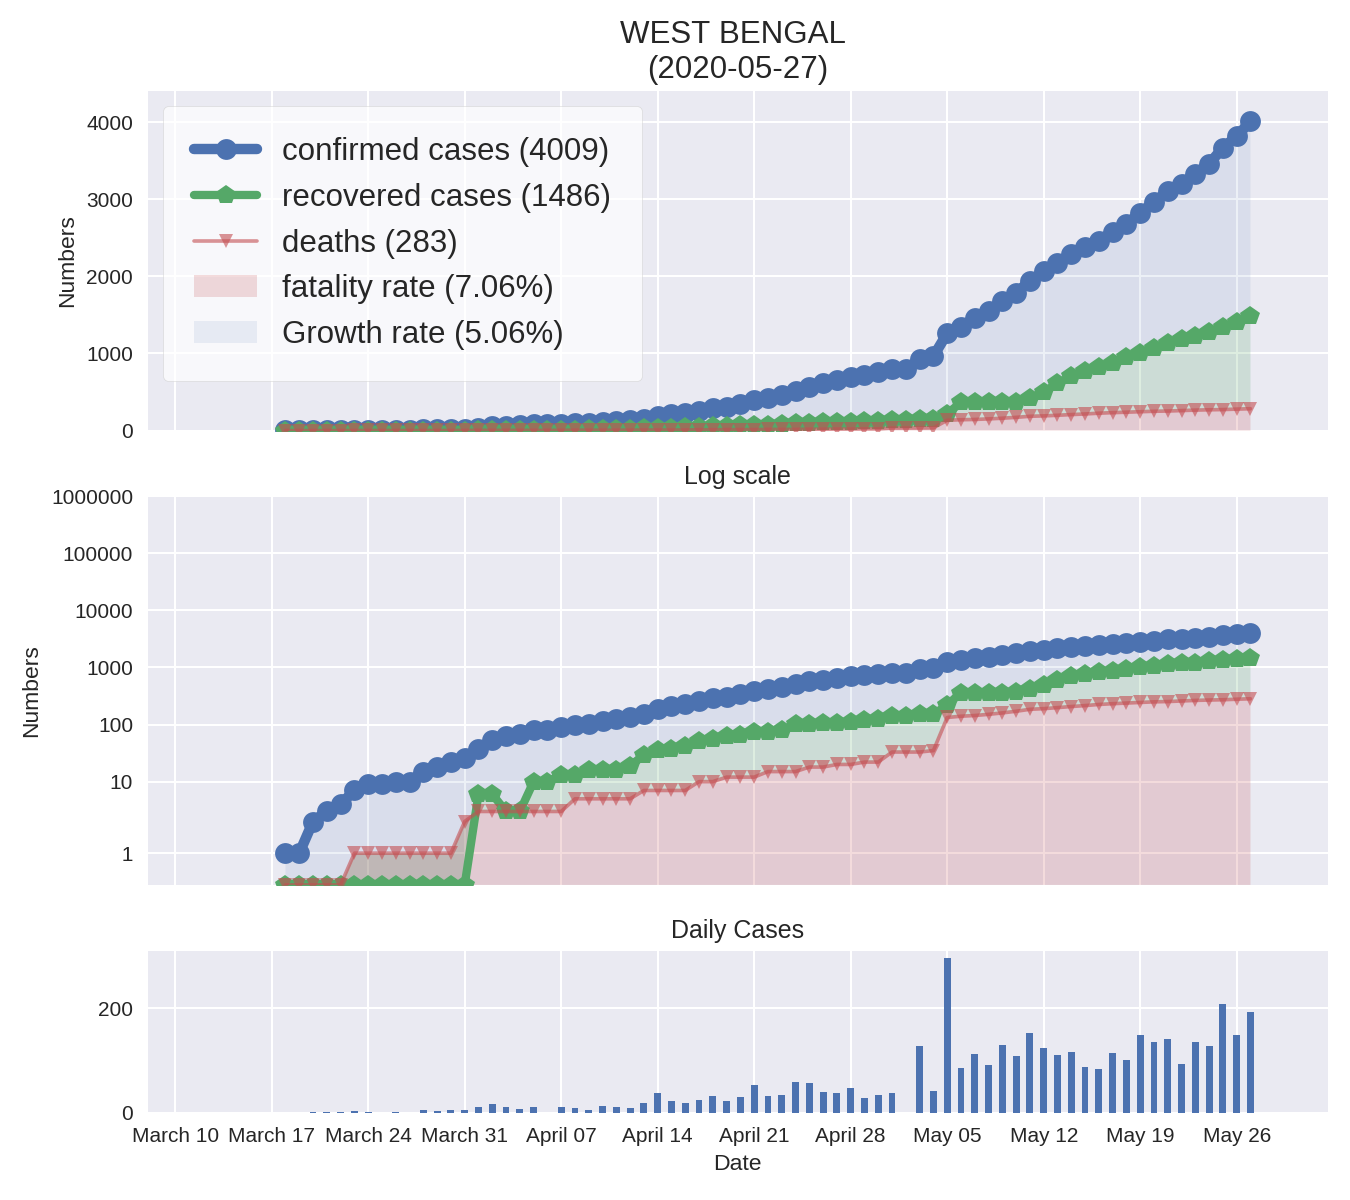 WEST BENGAL
(2020-05-27)
4000
3000
2000
1000
0
Numbers
confirmed cases (4009)
recovered cases (1486)
deaths (283)
fatality rate (7.06%)
Growth rate (5.06%)
Log scale
1000000
100000
10000
1000
100
10
1
Numbers
Daily Cases
200
0
March 10 March 17 March 24 March 31 April 07 April 14 April 21 April 28 May 05 May 12 May 19 May 26
Date